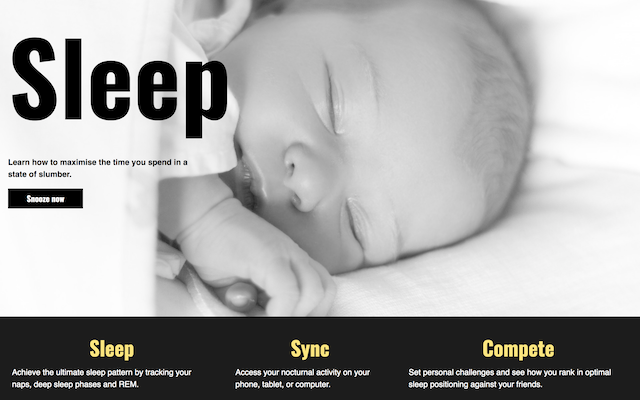 Sleep
Learn how to maximise the time you spend in a
state of slumber.
Snooze now
Sleep
Achieve the ultimate sleep pattern by tracking your
naps, deep sleep phases and REM.
Sync
Access your nocturnal activity on your
phone, tablet, or computer.
Compete
Set personal challenges and see how you rank in optimal
sleep positioning against your friends.